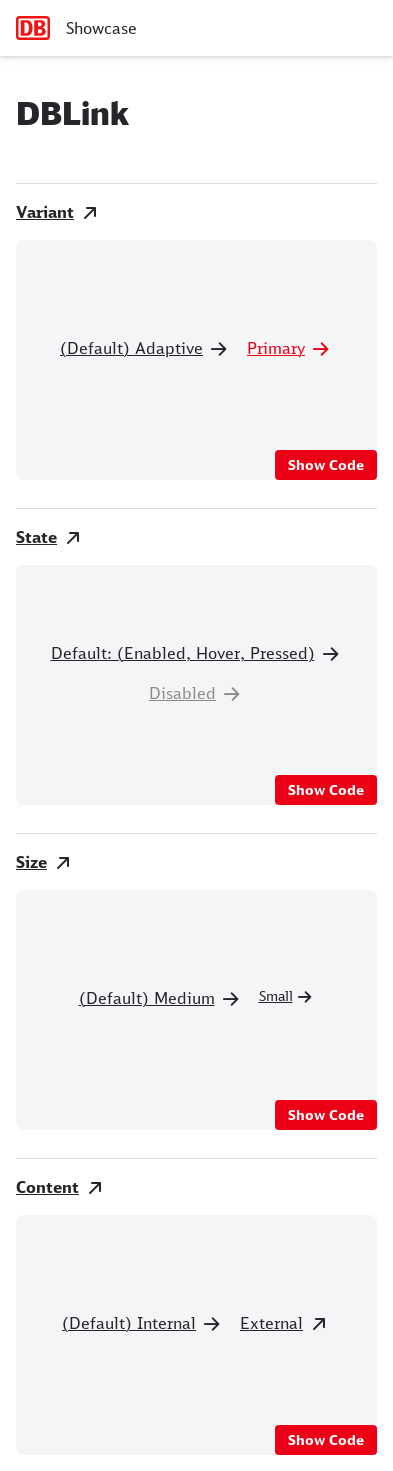 DB Showcase
DBLink
Variant
(Default) Adaptive Primary
Show Code
State
Default: (Enabled, Hover, Pressed)
Disabled
Show Code
Size
(Default) Medium Small
Show Code
Content
(Default) Internal External
Show Code